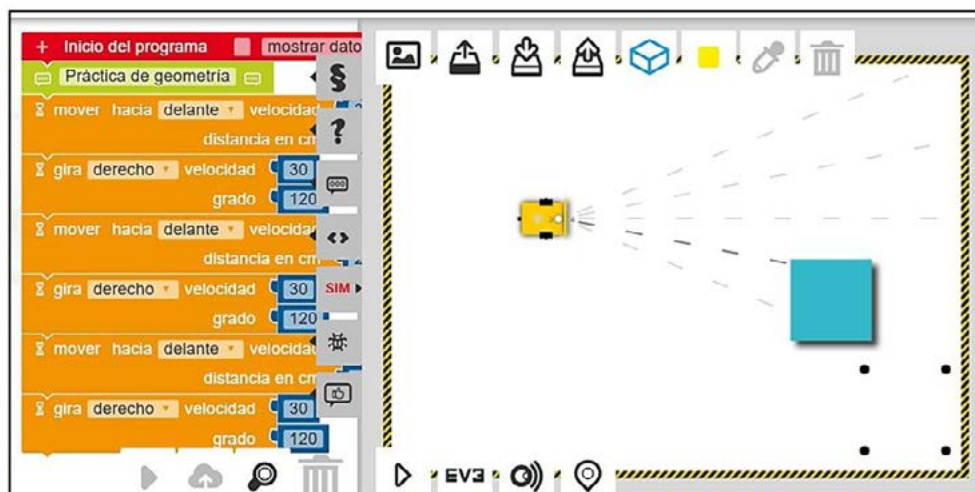 + Inicio del programa mostrar dato
Práctica de geometría
mover hacia delante velocidad
distancia en cm
gira derecho velocidad 30
grado 120
mover hacia delante velocidad
distancia en cm
gira derecho velocidad 30
grado 120
mover hacia delante velocidad
distancia en cm
gira derecho velocidad 30
grado 120
§
?
<>
SIM
EV3